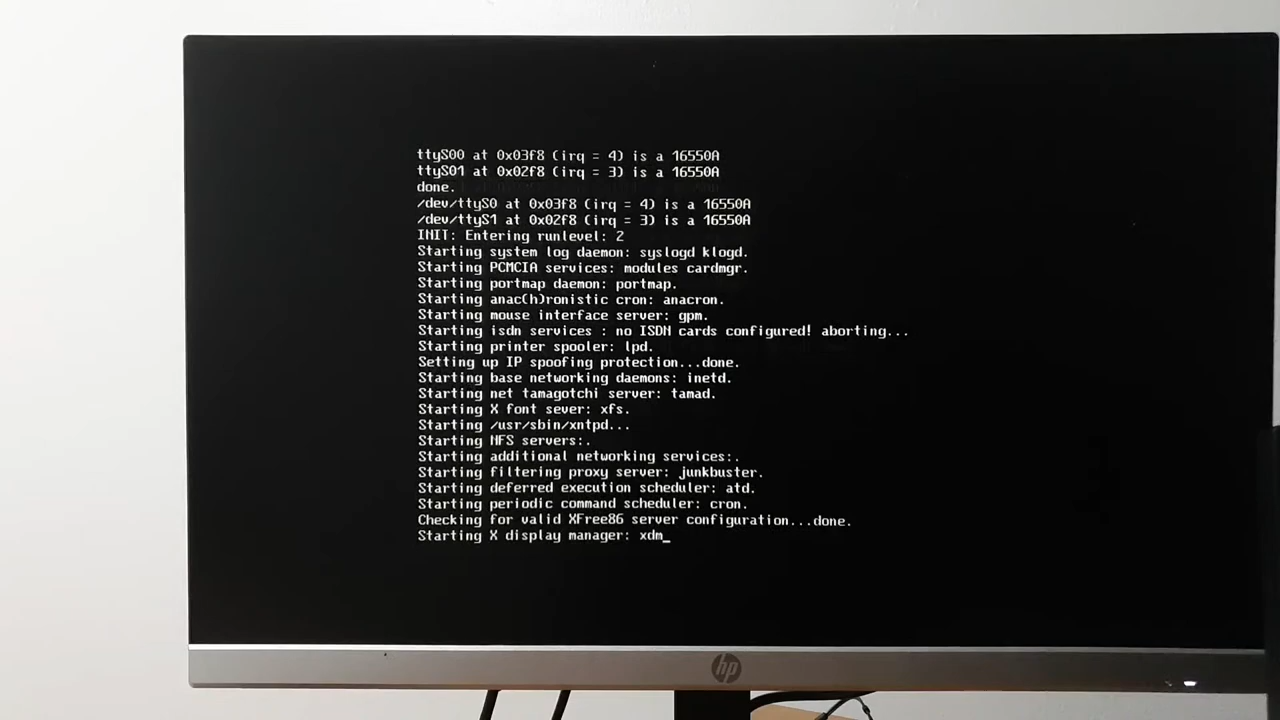 ttyS00 at 0x03f8 (irq = 4) is a 16550A
ttyS01 at 0x02f8 (irq = 3) is a 16550A
done.
/dev/ttyS0 at 0x03f8 (irq = 4) is a 16550A
/dev/ttyS1 at 0x02f8 (irq = 3) is a 16550A
INIT: Entering runlevel: 2
Starting system log daemon: syslogd klogd.
Starting PCMCIA services: modules cardmgr.
Starting portmap daemon: portmap.
Starting anac(h)ronistic cron: anacron.
Starting mouse interface server: gpm.
Starting isdn services : no ISDN cards configured! aborting...
Starting printer spooler: lpd.
Setting up IP spoofing protection...done.
Starting base networking daemons: inetd.
Starting net tamagotchi server: tamad.
Starting X font sever: xfs.
Starting /usr/sbin/xntpd...
Starting NFS servers:.
Starting additional networking services:.
Starting filtering proxy server: junkbuster.
Starting deferred execution scheduler: atd.
Starting periodic command scheduler: cron.
Checking for valid XFree86 server configuration...done.
Starting X display manager: xdm_
hp